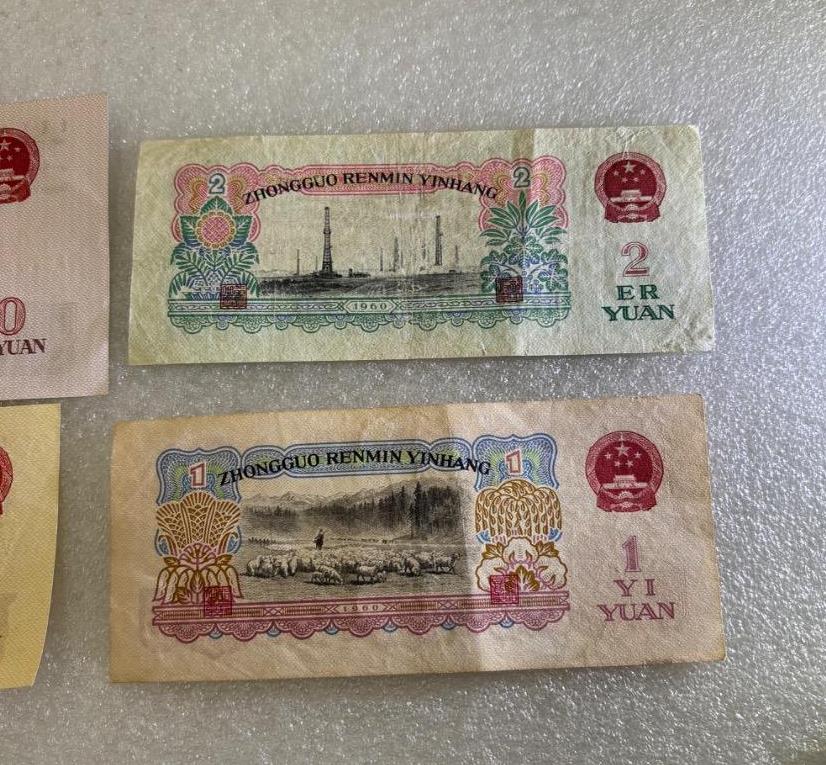 2
ZHONGGUO RENMIN YINHANG
2
1960
2
ER
YUAN
0
YUAN
1
ZHONGGUO RENMIN YINHANG
1
1960
1
YI
YUAN